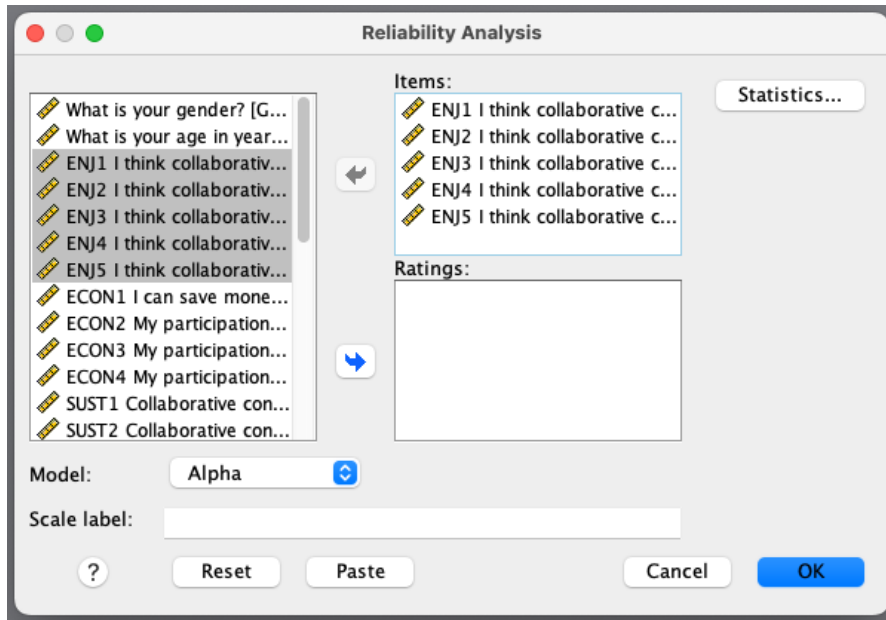 Reliability Analysis
What is your gender? [G...
What is your age in year...
ENJ1 I think collaborativ...
ENJ2 I think collaborativ...
ENJ3 I think collaborativ...
ENJ4 I think collaborativ...
ENJ5 I think collaborativ...
ECON1 I can save mone...
ECON2 My participation...
ECON3 My participation...
ECON4 My participation...
SUST1 Collaborative con...
SUST2 Collaborative con...
Items:
ENJ1 I think collaborative c...
ENJ2 I think collaborative c...
ENJ3 I think collaborative c...
ENJ4 I think collaborative c...
ENJ5 I think collaborative c...
Ratings:
Statistics...
Model: Alpha
Scale label:
? Reset Paste Cancel OK